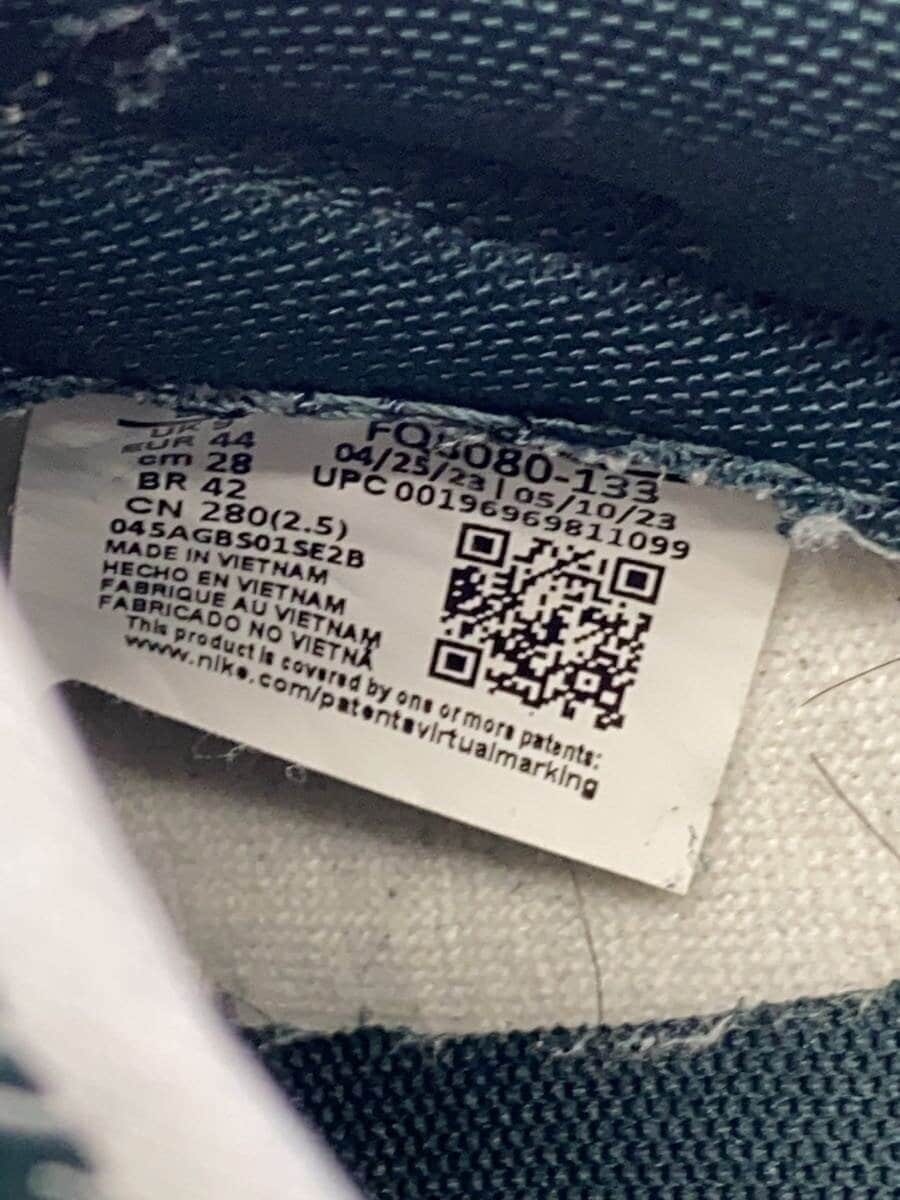 UK 9
EUR 44
cm 28
BR 42
CN 280(2.5)
045AGBS01SE2B
MADE IN VIETNAM
HECHO EN VIETNAM
FABRIQUE AU VIETNAM
FABRICADO NO VIETNÃ
This product is covered by one or more patents:
www.nike.com/patentsvirtualmarking
04/25/23 | 05/10/23
UPC 00196969811099